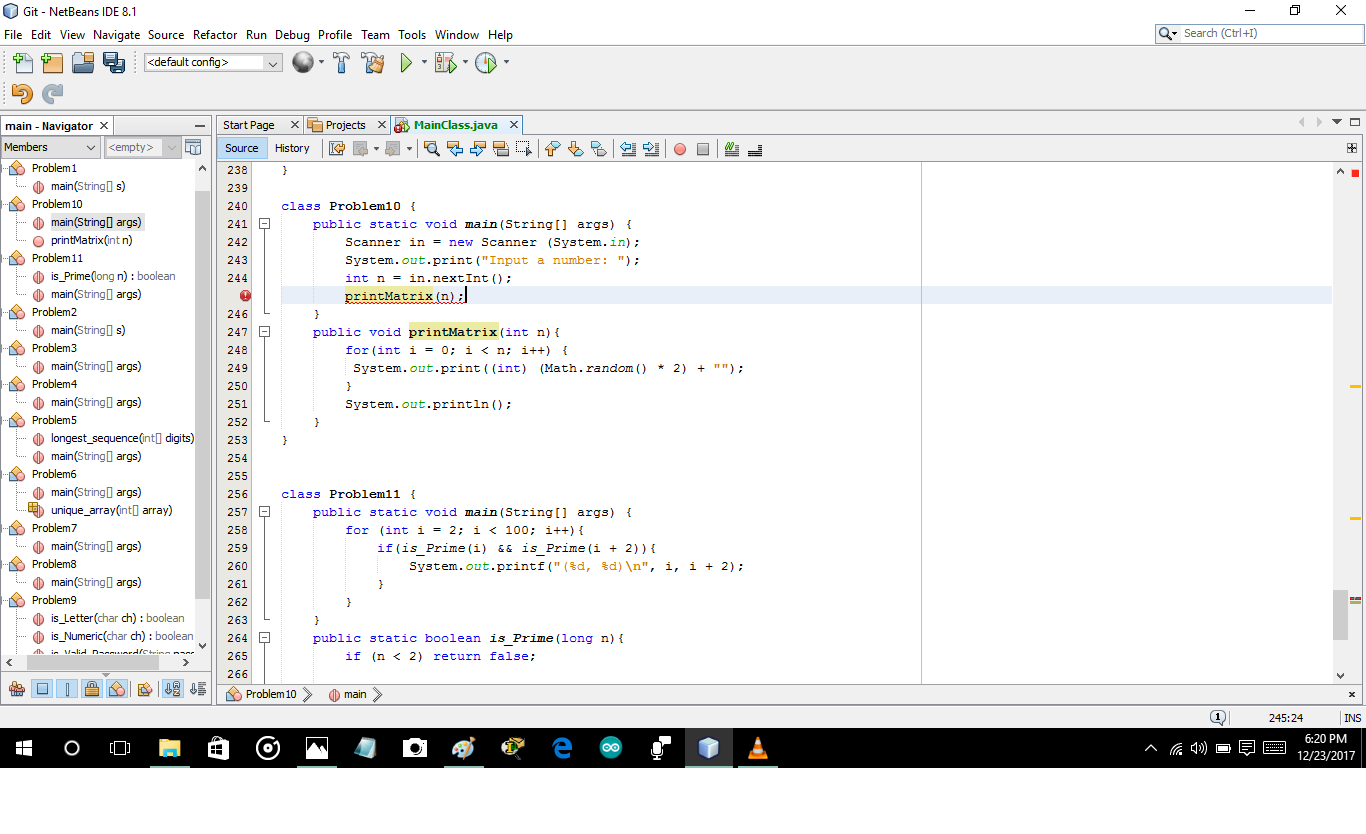 Git - NetBeans IDE 8.1
File Edit View Navigate Source Refactor Run Debug Profile Team Tools Window Help
Search (Ctrl+I)
<default config>
main - Navigator
Members
<empty>
Problem1
main(String[] s)
Problem10
main(String[] args)
printMatrix(int n)
Problem11
is_Prime(long n) : boolean
main(String[] args)
Problem2
main(String[] s)
Problem3
main(String[] args)
Problem4
main(String[] args)
Problem5
longest_sequence(int[] digits)
main(String[] args)
Problem6
main(String[] args)
unique_array(int[] array)
Problem7
main(String[] args)
Problem8
main(String[] args)
Problem9
is_Letter(char ch) : boolean
is_Numeric(char ch) : boolean
is_Valid_Password(String
Start Page Projects MainClass.java
Source History
238 }
239
240 class Problem10 {
241 public static void main(String[] args) {
242 Scanner in = new Scanner (System.in);
243 System.out.print("Input a number: ");
244 int n = in.nextInt();
printMatrix(n);
246 }
247 public void printMatrix(int n){
248 for(int i = 0; i < n; i++) {
249 System.out.print((int) (Math.random() * 2) + "");
250 }
251 System.out.println();
252 }
253 }
254
255
256 class Problem11 {
257 public static void main(String[] args) {
258 for (int i = 2; i < 100; i++){
259 if(is_Prime(i) && is_Prime(i + 2)){
260 System.out.printf("(%d, %d)\n", i, i + 2);
261 }
262 }
263 }
264 public static boolean is_Prime(long n){
265 if (n < 2) return false;
266
Problem10 main
1
245:24 INS
6:20 PM
12/23/2017